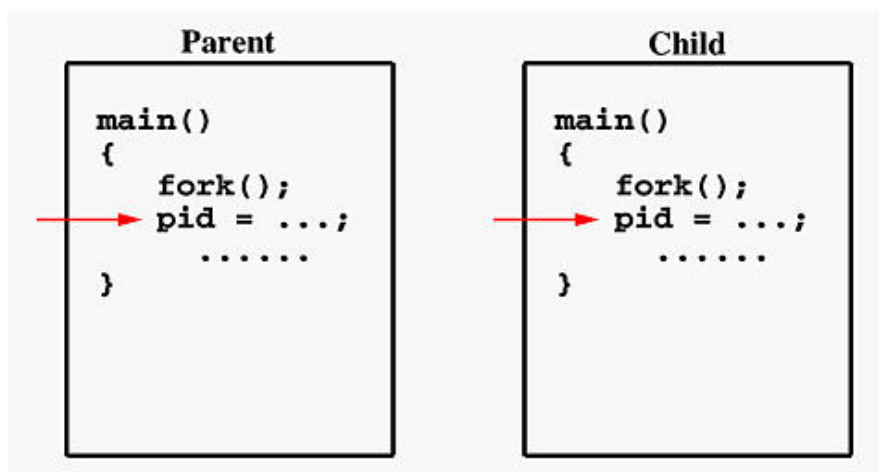 Parent
main()
{
fork();
pid = ...;
......
}
Child
main()
{
fork();
pid = ...;
......
}